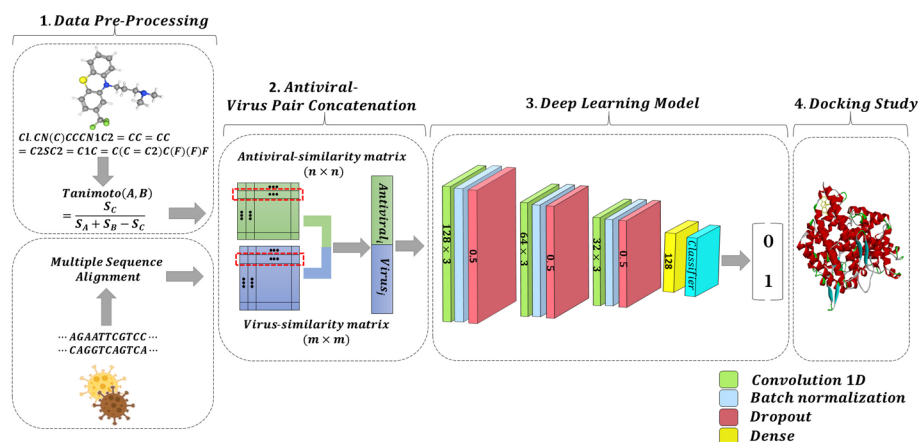 1. Data Pre-Processing
Cl. CN(C)CCCN1C2 = CC = CC
= C2SC2 = C1C = C(C = C2)C(F)(F)F
Tanimoto(A, B)
= S_C / (S_A + S_B − S_C)
Multiple Sequence
Alignment
··· AGAATTCGTCC ···
··· CAGGTCAGTCA ···
2. Antiviral-
Virus Pair Concatenation
Antiviral-similarity matrix
(n × n)
Antiviral_i
Virus_j
Virus-similarity matrix
(m × m)
3. Deep Learning Model
128 × 3
0.5
64 × 3
0.5
32 × 3
0.5
128
Classifier
0
1
4. Docking Study
Convolution 1D
Batch normalization
Dropout
Dense